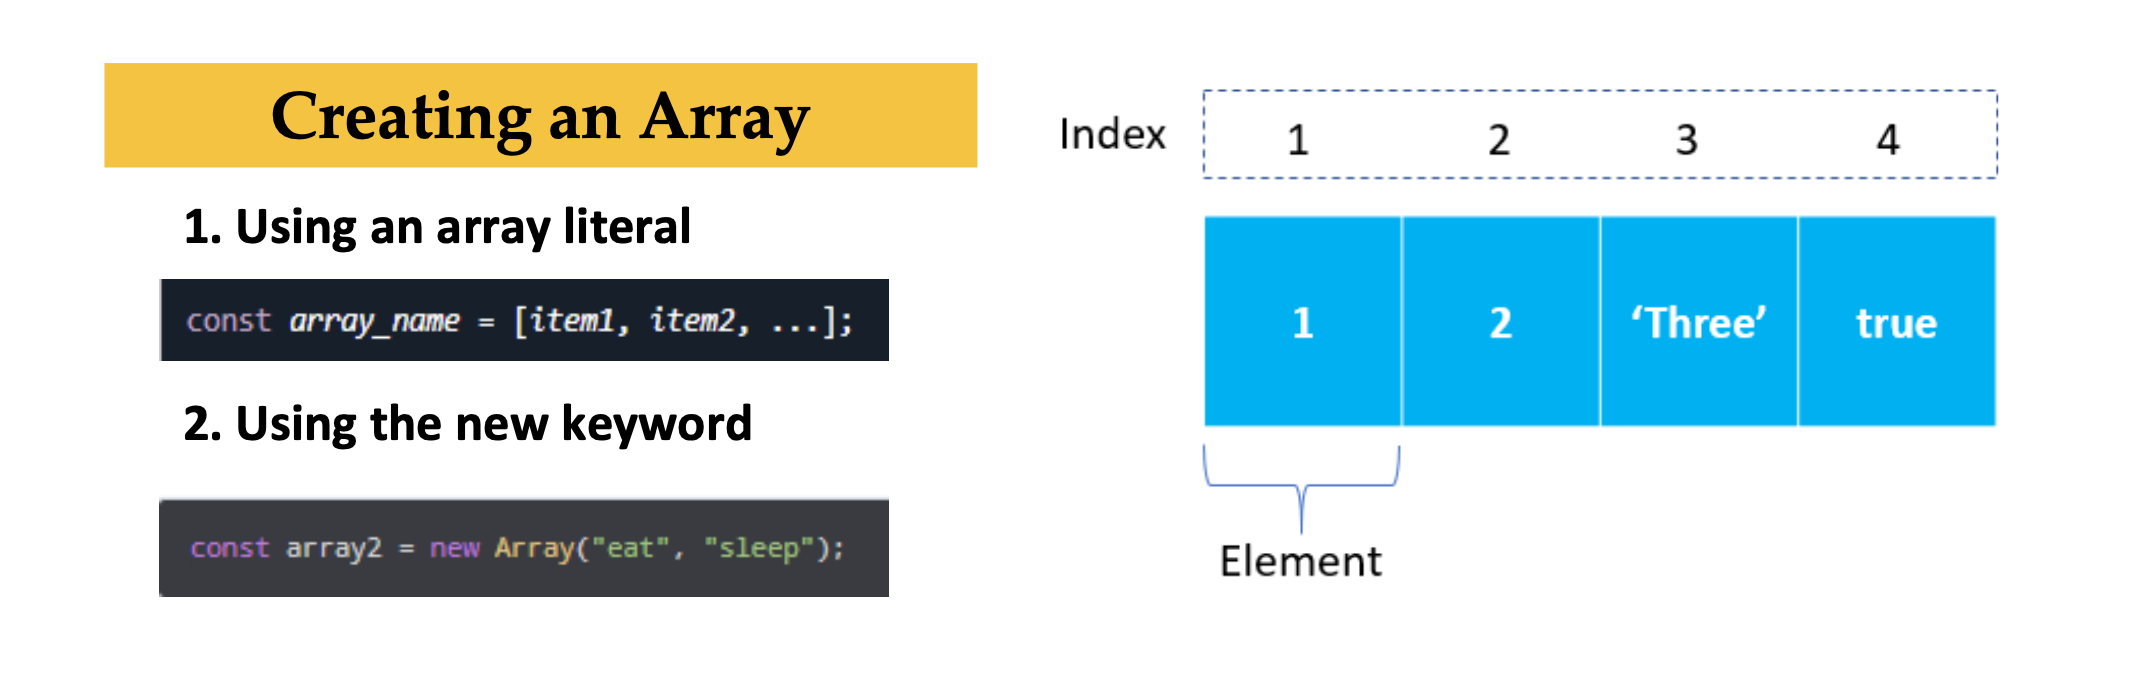 Creating an Array
1. Using an array literal
const array_name = [item1, item2, ...];
2. Using the new keyword
const array2 = new Array("eat", "sleep");
Index 1 2 3 4
1 2 ‘Three’ true
Element